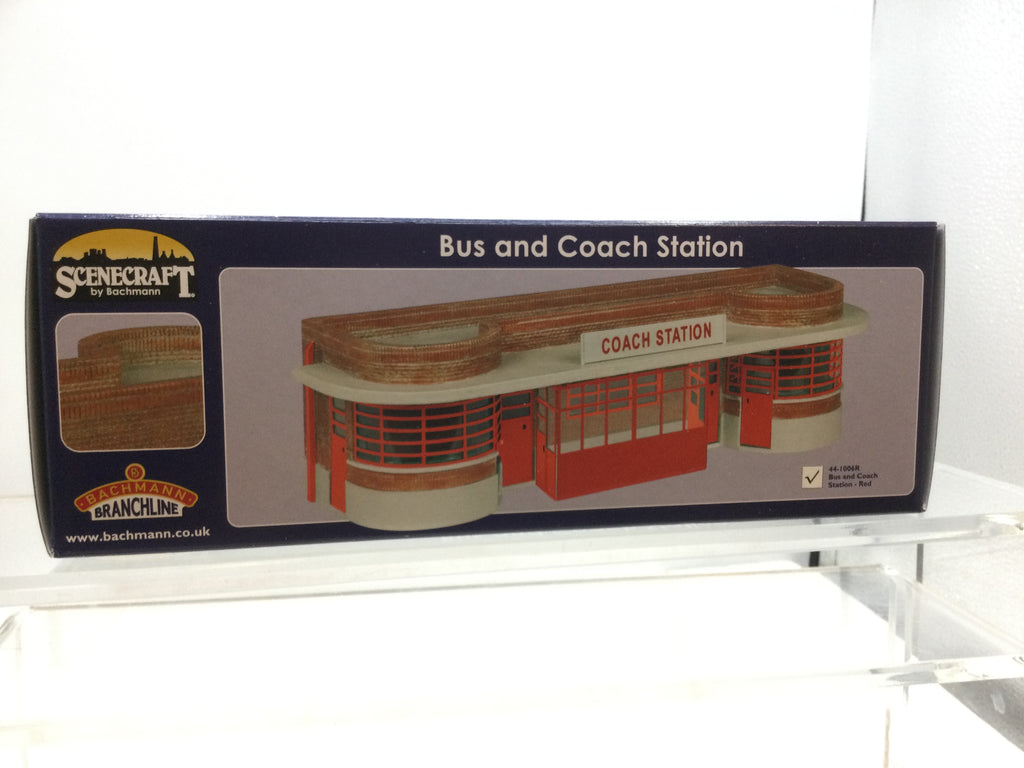 Bus and Coach Station
SCENECRAFT
by Bachmann
COACH STATION
44-1006R
Bus and Coach
Station - Red
B
BACHMANN
BRANCHLINE
www.bachmann.co.uk